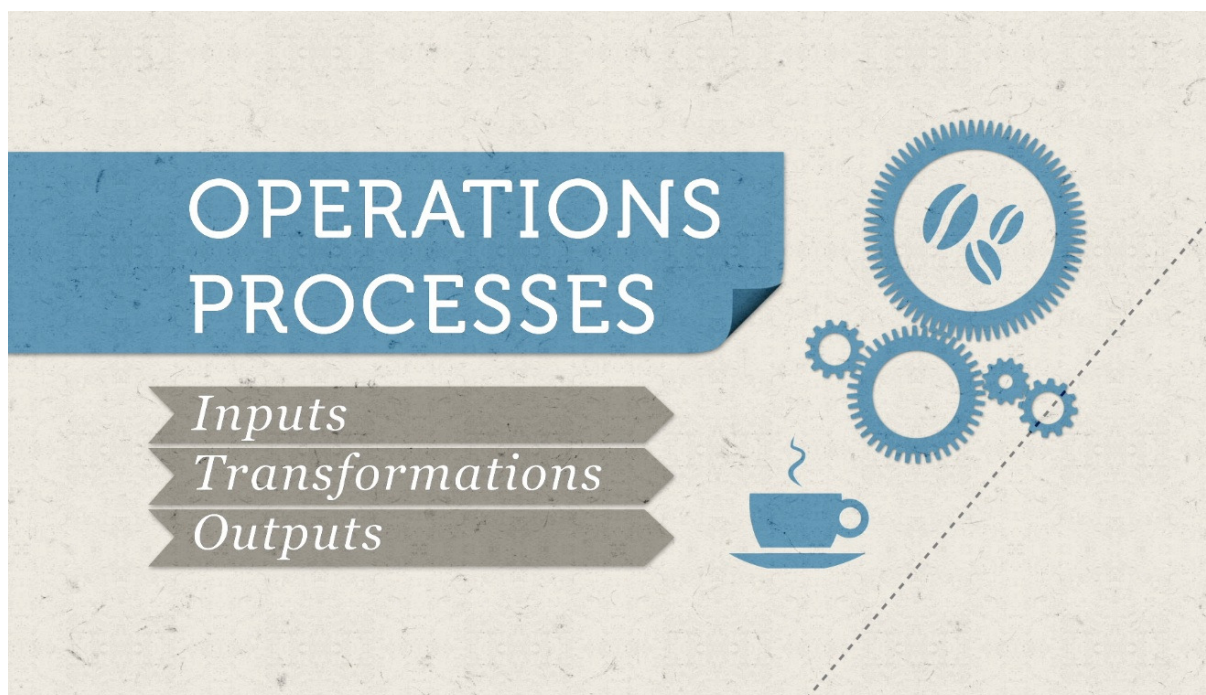 OPERATIONS
PROCESSES
Inputs
Transformations
Outputs